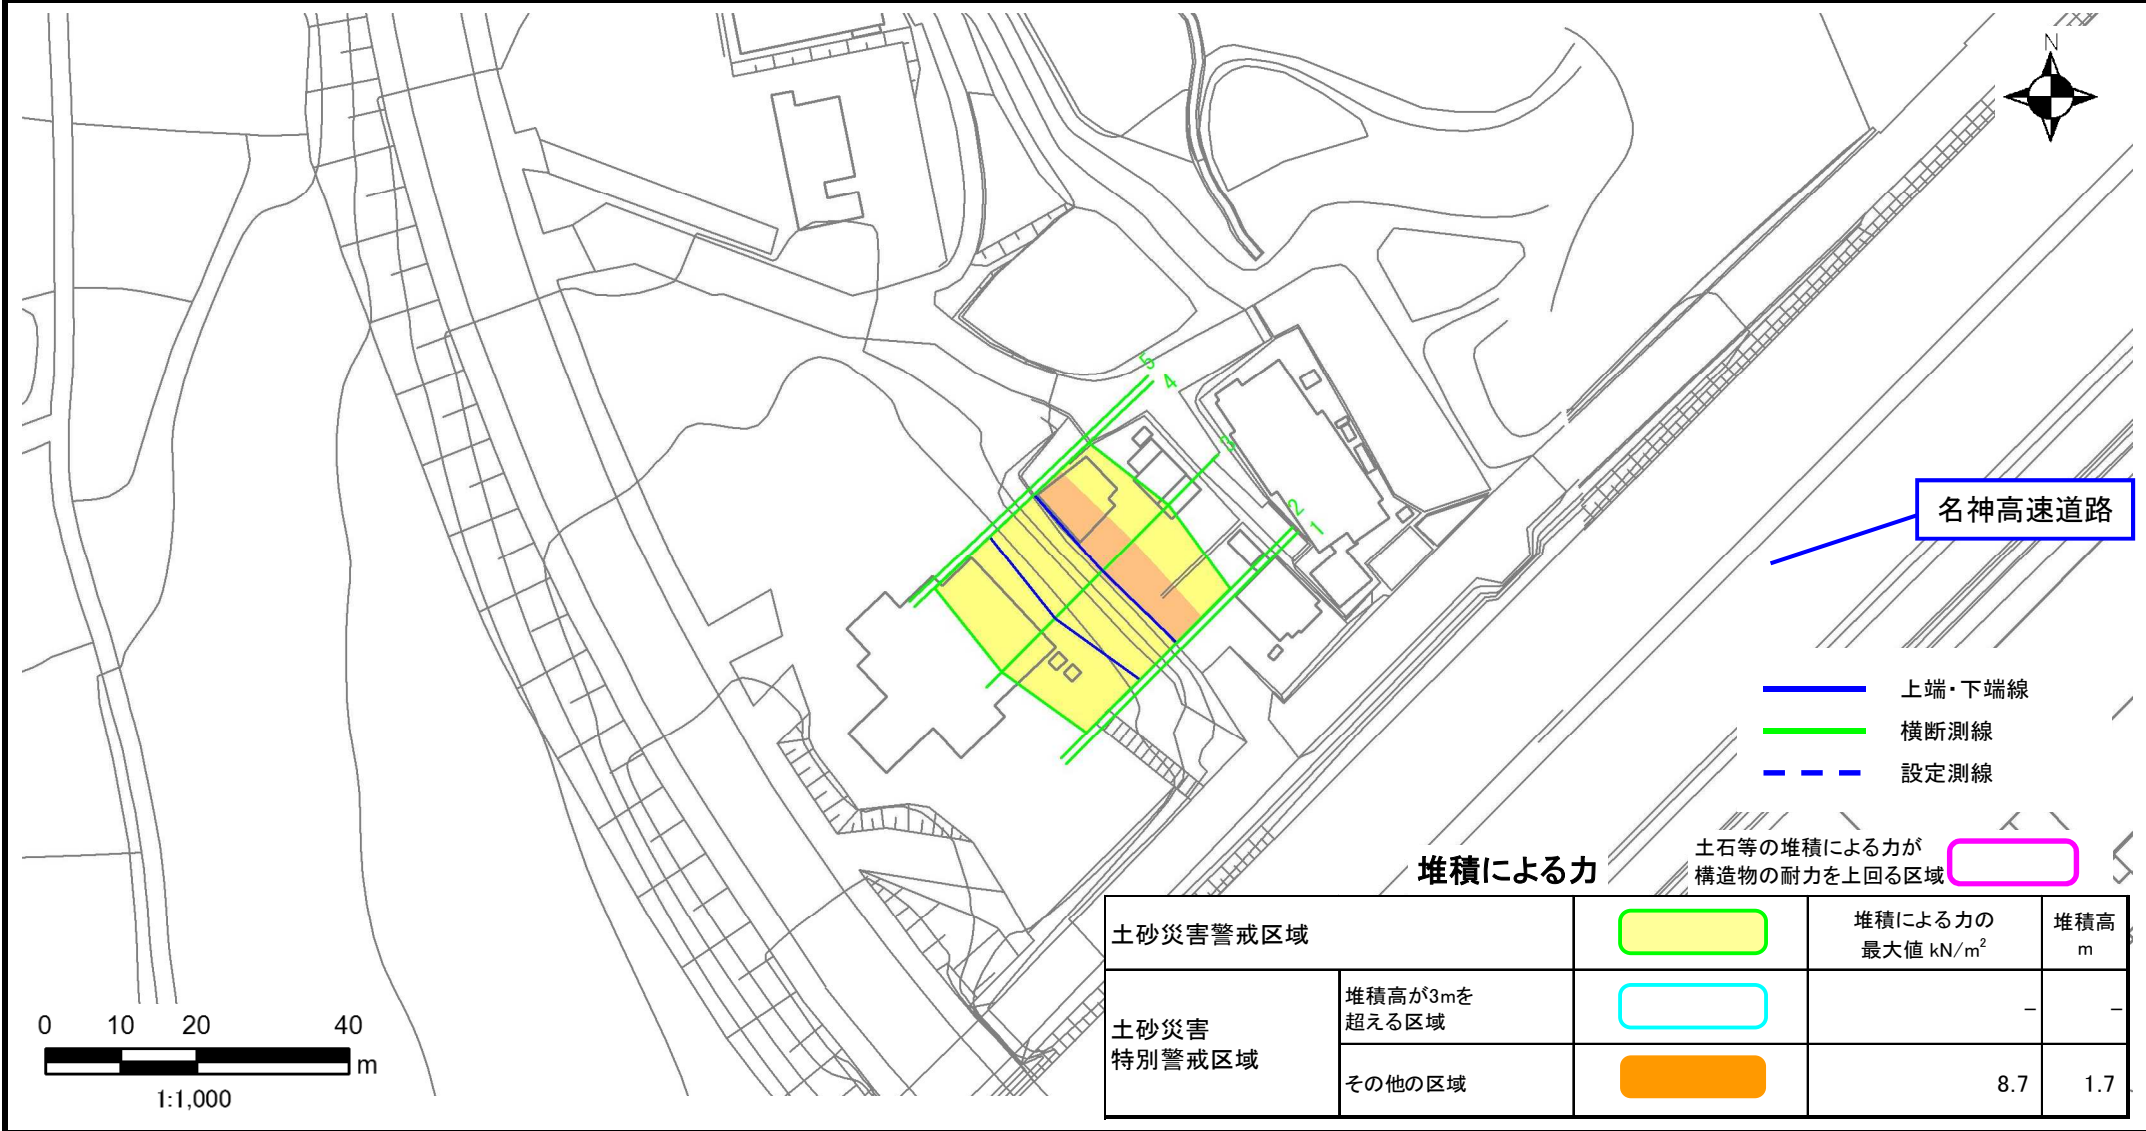 N
5
4
3
2
1
名神高速道路
上端・下端線
横断測線
設定測線
堆積による力
土石等の堆積による力が
構造物の耐力を上回る区域
土砂災害警戒区域
堆積による力の
最大値 kN/m²
堆積高
m
土砂災害
特別警戒区域
堆積高が3mを
超える区域
－
－
その他の区域
8.7
1.7
0 10 20 40
m
1:1,000